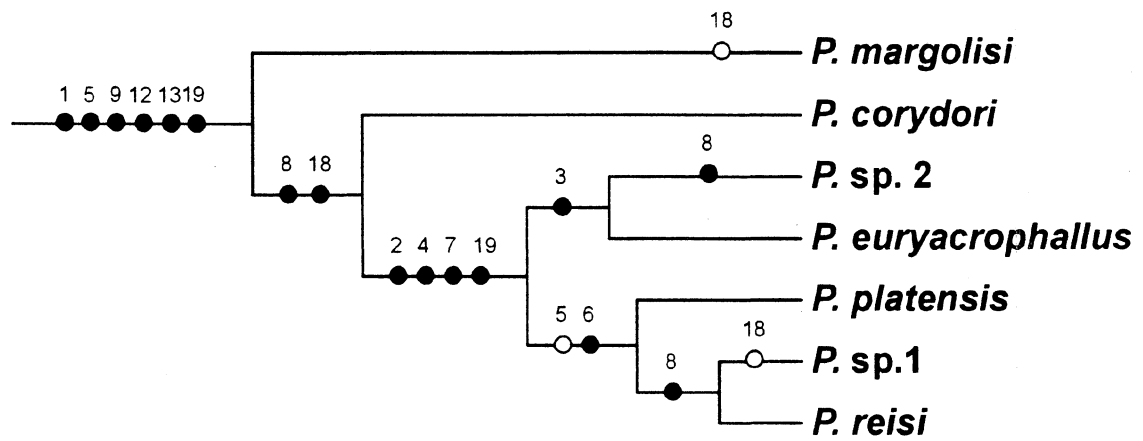 18
P. margolisi
1 5 9 12 13 19
P. corydori
8 18
8
P. sp. 2
3
P. euryacrophallus
2 4 7 19
P. platensis
5 6
18
P. sp.1
8
P. reisi